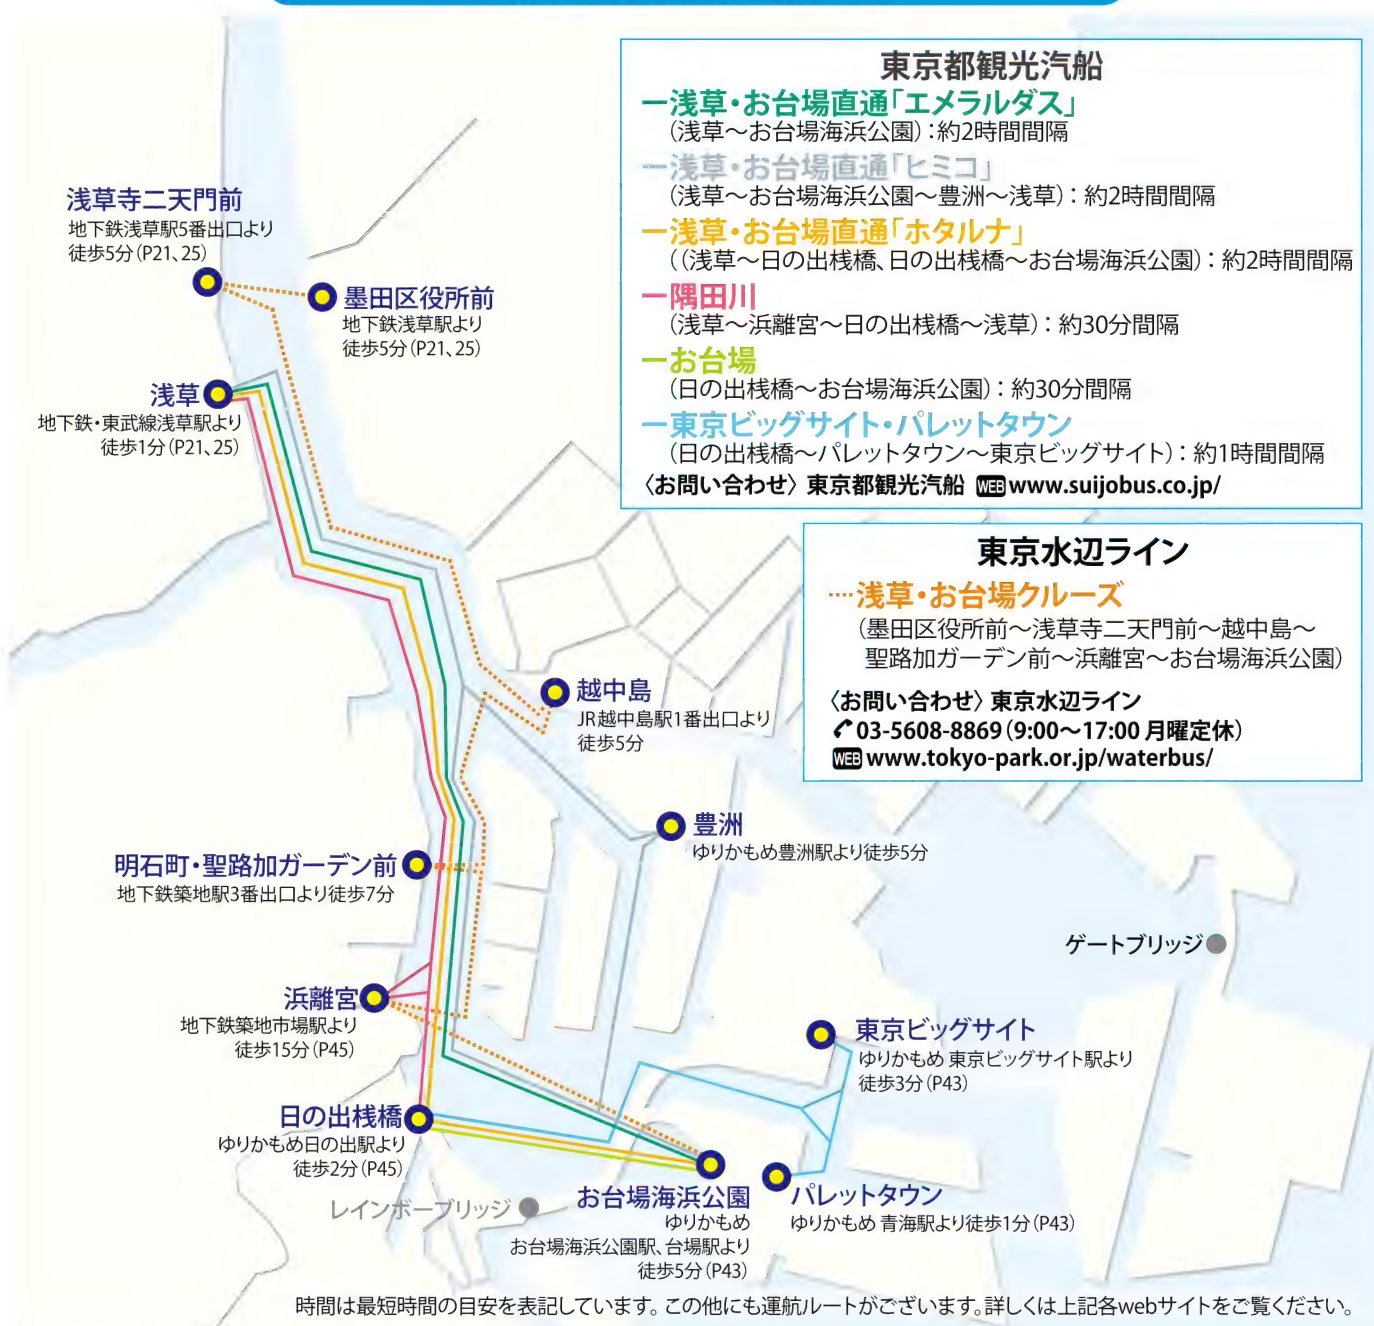 東京都観光汽船
浅草・お台場直通「エメラルダス」
(浅草〜お台場海浜公園):約2時間間隔
浅草・お台場直通「ヒミコ」
(浅草〜お台場海浜公園〜豊洲〜浅草):約2時間間隔
浅草・お台場直通「ホタルナ」
((浅草〜日の出桟橋、日の出桟橋〜お台場海浜公園):約2時間間隔
隅田川
(浅草〜浜離宮〜日の出桟橋〜浅草):約30分間隔
お台場
(日の出桟橋〜お台場海浜公園):約30分間隔
東京ビッグサイト・パレットタウン
(日の出桟橋〜パレットタウン〜東京ビッグサイト):約1時間間隔
〈お問い合わせ〉東京都観光汽船 WEB www.suijobus.co.jp/
東京水辺ライン
浅草・お台場クルーズ
(墨田区役所前〜浅草寺二天門前〜越中島〜
聖路加ガーデン前〜浜離宮〜お台場海浜公園)
〈お問い合わせ〉東京水辺ライン
03-5608-8869(9:00〜17:00 月曜定休)
WEB www.tokyo-park.or.jp/waterbus/
浅草寺二天門前
地下鉄浅草駅5番出口より
徒歩5分(P21、25)
墨田区役所前
地下鉄浅草駅より
徒歩5分(P21、25)
浅草
地下鉄・東武線浅草駅より
徒歩1分(P21、25)
越中島
JR越中島駅1番出口より
徒歩5分
豊洲
ゆりかもめ豊洲駅より徒歩5分
明石町・聖路加ガーデン前
地下鉄築地駅3番出口より徒歩7分
ゲートブリッジ
浜離宮
地下鉄築地市場駅より
徒歩15分(P45)
東京ビッグサイト
ゆりかもめ 東京ビッグサイト駅より
徒歩3分(P43)
日の出桟橋
ゆりかもめ日の出駅より
徒歩2分(P45)
レインボーブリッジ
お台場海浜公園
ゆりかもめ
お台場海浜公園駅、台場駅より
徒歩5分(P43)
パレットタウン
ゆりかもめ 青海駅より徒歩1分(P43)
時間は最短時間の目安を表記しています。この他にも運航ルートがございます。詳しくは上記各webサイトをご覧ください。